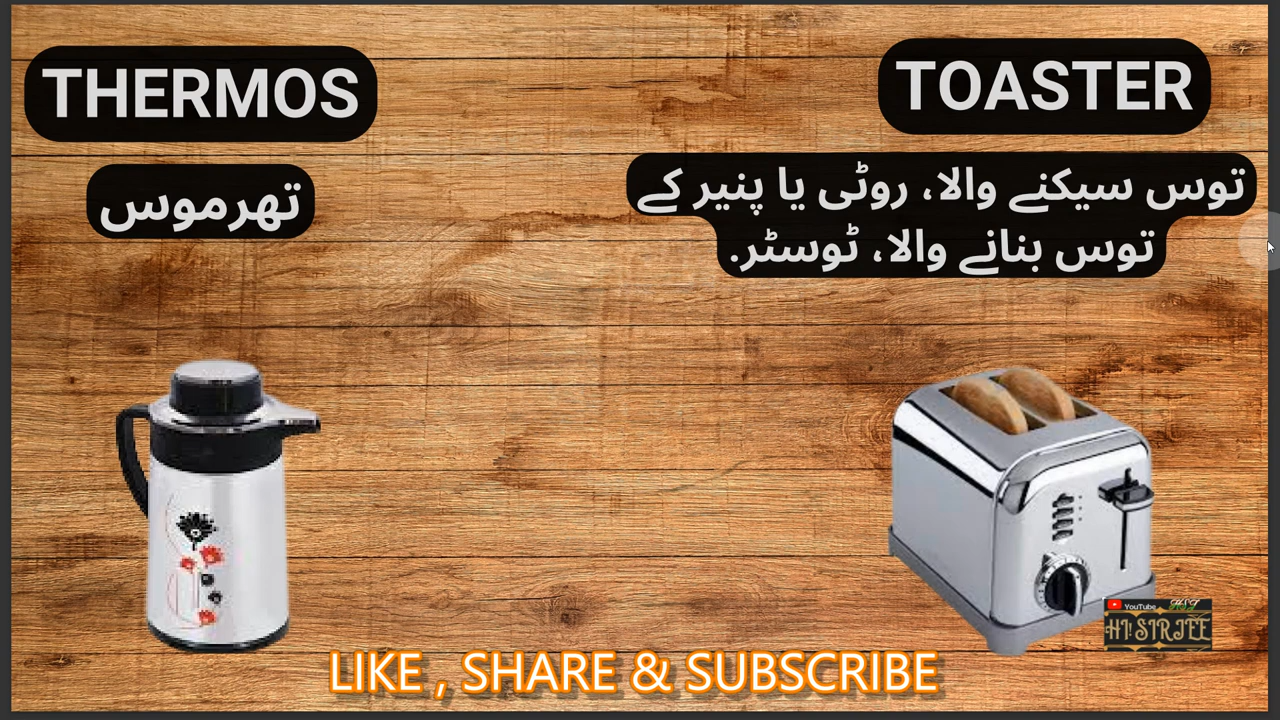 THERMOS
تھرموس
TOASTER
توس سیکنے والا، روٹی یا پنیر کے
توس بنانے والا، ٹوسٹر.
YouTube HSJ
HI! SIRJEE
LIKE , SHARE & SUBSCRIBE